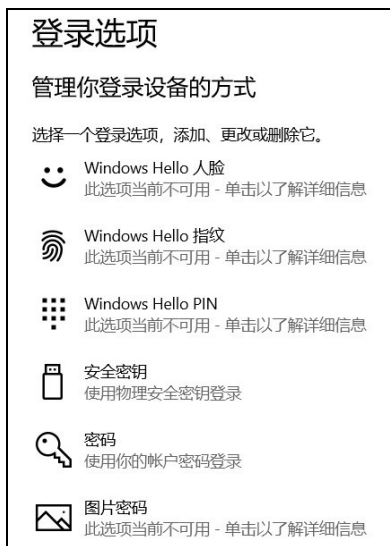 登录选项
管理你登录设备的方式
选择一个登录选项，添加、更改或删除它。
Windows Hello 人脸
此选项当前不可用 - 单击以了解详细信息
Windows Hello 指纹
此选项当前不可用 - 单击以了解详细信息
Windows Hello PIN
此选项当前不可用 - 单击以了解详细信息
安全密钥
使用物理安全密钥登录
密码
使用你的帐户密码登录
图片密码
此选项当前不可用 - 单击以了解详细信息